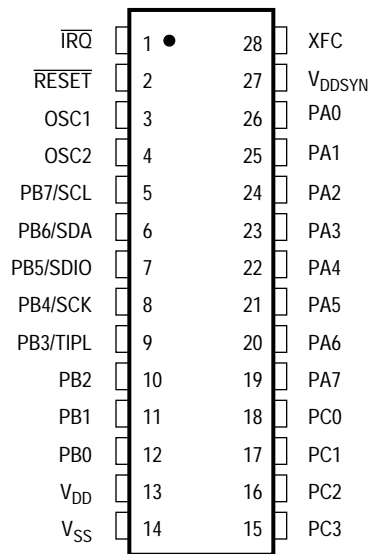 IRQ 1 28 XFC
RESET 2 27 VDDSYN
OSC1 3 26 PA0
OSC2 4 25 PA1
PB7/SCL 5 24 PA2
PB6/SDA 6 23 PA3
PB5/SDIO 7 22 PA4
PB4/SCK 8 21 PA5
PB3/TIPL 9 20 PA6
PB2 10 19 PA7
PB1 11 18 PC0
PB0 12 17 PC1
VDD 13 16 PC2
VSS 14 15 PC3